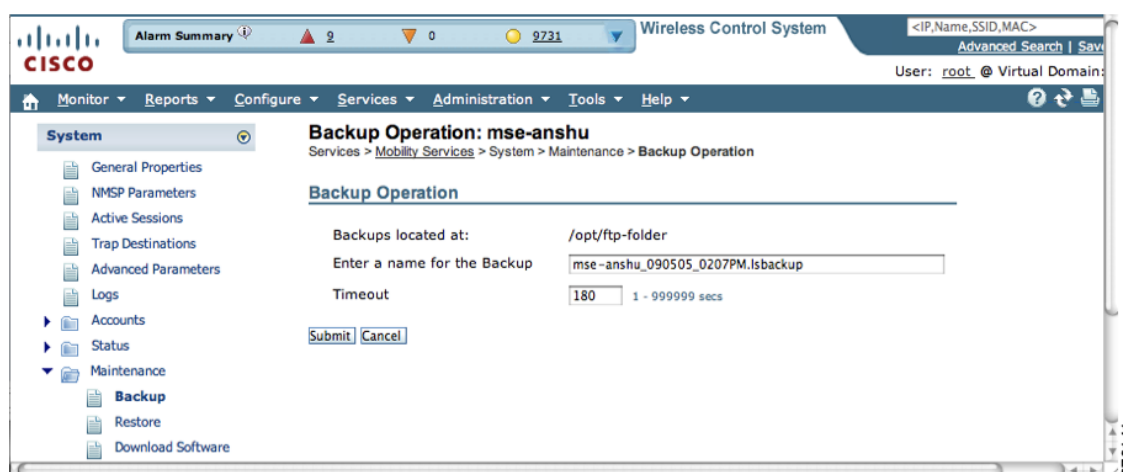 CISCO
Alarm Summary 9 0 9731
Wireless Control System
<IP,Name,SSID,MAC>
Advanced Search | Save
User: root @ Virtual Domain:
Monitor Reports Configure Services Administration Tools Help
System
General Properties
NMSP Parameters
Active Sessions
Trap Destinations
Advanced Parameters
Logs
Accounts
Status
Maintenance
Backup
Restore
Download Software
Backup Operation: mse-anshu
Services > Mobility Services > System > Maintenance > Backup Operation
Backup Operation
Backups located at: /opt/ftp-folder
Enter a name for the Backup mse-anshu_090505_0207PM.lsbackup
Timeout 180 1 - 999999 secs
Submit Cancel